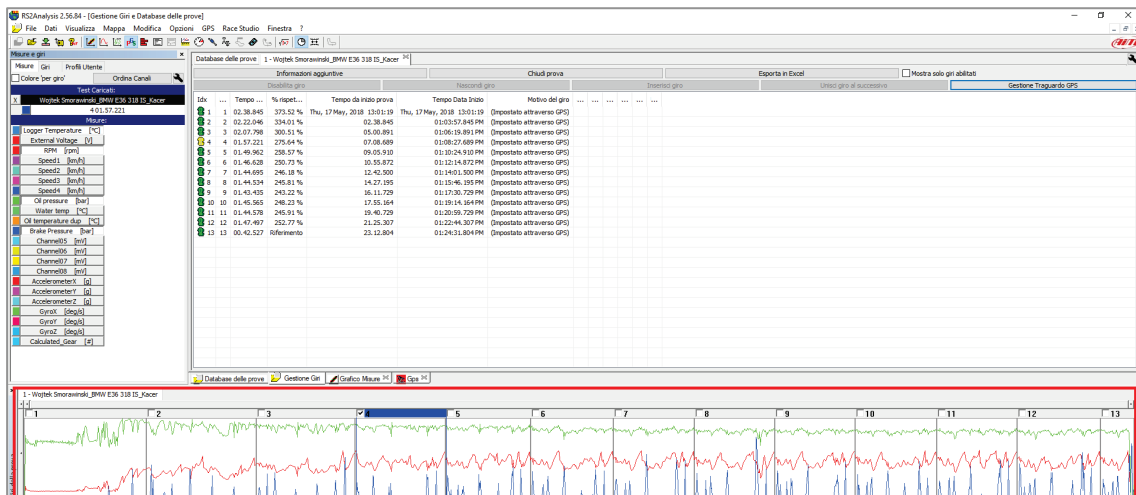 RS2Analysis 2.56.84 - [Gestione Giri e Database delle prove]
File Dati Visualizza Mappa Modifica Opzioni GPS Race Studio Finestra ?
Misure e giri
Misure Giri Profili Utente
Colore 'per giro' Ordina Canali
Test Caricati:
X Wojtek Smorawinski_BMW E36 318 IS_Kacer
4 01.57.221
Misure:
Logger Temperature [°C]
External Voltage [V]
RPM [rpm]
Speed1 [km/h]
Speed2 [km/h]
Speed3 [km/h]
Speed4 [km/h]
Oil pressure [bar]
Water temp [°C]
Oil temperature dup [°C]
Brake Pressure [bar]
Channel05 [mV]
Channel06 [mV]
Channel07 [mV]
Channel08 [mV]
AccelerometerX [g]
AccelerometerY [g]
AccelerometerZ [g]
GyroX [deg/s]
GyroY [deg/s]
GyroZ [deg/s]
Calculated_Gear [#]
Database delle prove 1 - Wojtek Smorawinski_BMW E36 318 IS_Kacer
Informazioni aggiuntive Chiudi prova Esporta in Excel Mostra solo giri abilitati
Disabilita giro Nascondi giro Inserisci giro Unisci giro al successivo Gestione Traguardo GPS
Idx ... Tempo ... % rispet... Tempo da inizio prova Tempo Data Inizio Motivo del giro ... ... ... ... ... ...
1 1 02.38.845 373.52 % Thu, 17 May, 2018 13:01:19 Thu, 17 May, 2018 13:01:19 (Impostato attraverso GPS)
2 2 02.22.046 334.01 % 02.38.845 01:03:57.845 PM (Impostato attraverso GPS)
3 3 02.07.798 300.51 % 05.00.891 01:06:19.891 PM (Impostato attraverso GPS)
4 4 01.57.221 275.64 % 07.08.689 01:08:27.689 PM (Impostato attraverso GPS)
5 5 01.49.962 258.57 % 09.05.910 01:10:24.910 PM (Impostato attraverso GPS)
6 6 01.46.628 250.73 % 10.55.872 01:12:14.872 PM (Impostato attraverso GPS)
7 7 01.44.695 246.18 % 12.42.500 01:14:01.500 PM (Impostato attraverso GPS)
8 8 01.44.534 245.81 % 14.27.195 01:15:46.195 PM (Impostato attraverso GPS)
9 9 01.43.435 243.22 % 16.11.729 01:17:30.729 PM (Impostato attraverso GPS)
10 10 01.45.565 248.23 % 17.55.164 01:19:14.164 PM (Impostato attraverso GPS)
11 11 01.44.578 245.91 % 19.40.729 01:20:59.729 PM (Impostato attraverso GPS)
12 12 01.47.497 252.77 % 21.25.307 01:22:44.307 PM (Impostato attraverso GPS)
13 13 00.42.527 Riferimento 23.12.804 01:24:31.804 PM (Impostato attraverso GPS)
Database delle prove Gestione Giri Grafico Misure Gps
1 - Wojtek Smorawinski_BMW E36 318 IS_Kacer
1 2 3 4 5 6 7 8 9 10 11 12 13